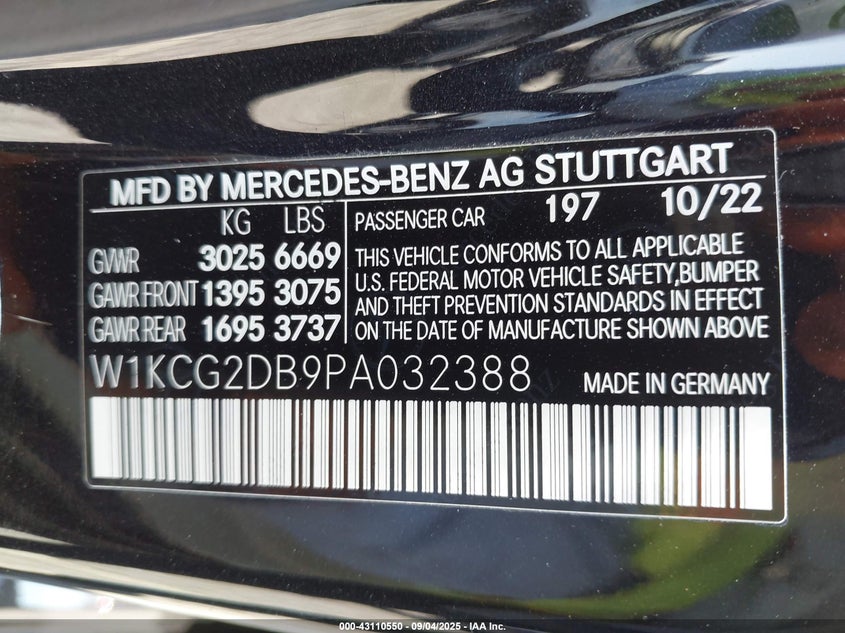 MFD BY MERCEDES-BENZ AG STUTTGART
KG LBS
GVWR 3025 6669
GAWR FRONT 1395 3075
GAWR REAR 1695 3737
PASSENGER CAR 197 10/22
THIS VEHICLE CONFORMS TO ALL APPLICABLE
U.S. FEDERAL MOTOR VEHICLE SAFETY,BUMPER
AND THEFT PREVENTION STANDARDS IN EFFECT
ON THE DATE OF MANUFACTURE SHOWN ABOVE
W1KCG2DB9PA032388 MADE IN GERMANY
000-43110550 - 09/04/2025 - IAA Inc.